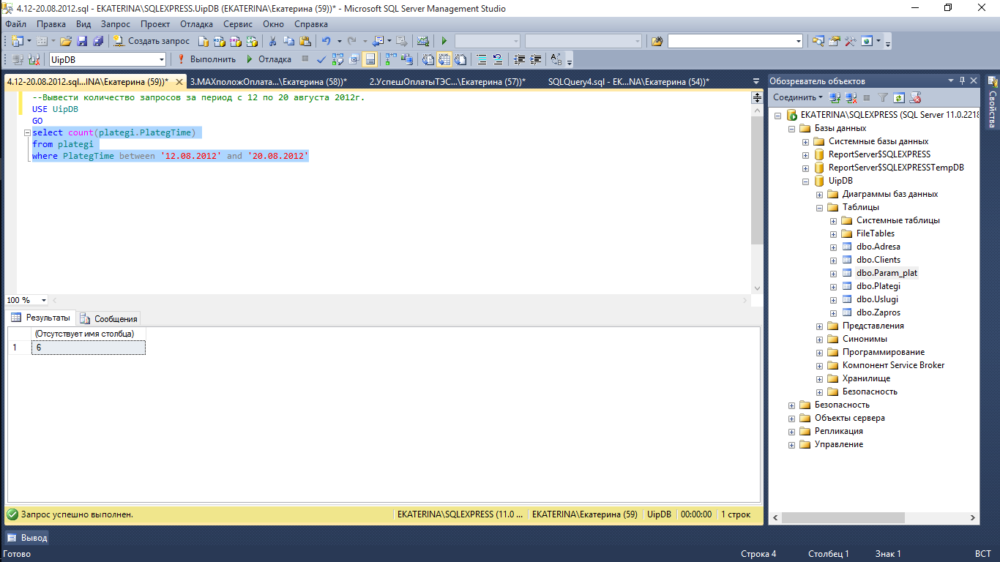 4.12-20.08.2012.sql - EKATERINA\SQLEXPRESS.UipDB (EKATERINA\Екатерина (59))* - Microsoft SQL Server Management Studio
Файл Правка Вид Запрос Проект Отладка Сервис Окно Справка
Создать запрос
UipDB Выполнить Отладка
4.12-20.08.2012.sql...INA\Екатерина (59))* 3.МАХположОплата...\Екатерина (58))* 2.УспешОплатыТЭС...\Екатерина (57))* SQLQuery4.sql - EK...NA\Екатерина (54))*
--Вывести количество запросов за период с 12 по 20 августа 2012г.
USE UipDB
GO
select count(plategi.PlategTime)
from plategi
where PlategTime between '12.08.2012' and '20.08.2012'
100 %
Результаты Сообщения
(Отсутствует имя столбца)
1 6
Запрос успешно выполнен. EKATERINA\SQLEXPRESS (11.0 ... EKATERINA\Екатерина (59) UipDB 00:00:00 1 строк
Обозреватель объектов
Соединить
EKATERINA\SQLEXPRESS (SQL Server 11.0.2218
Базы данных
Системные базы данных
ReportServer$SQLEXPRESS
ReportServer$SQLEXPRESSTempDB
UipDB
Диаграммы баз данных
Таблицы
Системные таблицы
FileTables
dbo.Adresa
dbo.Clients
dbo.Param_plat
dbo.Plategi
dbo.Uslugi
dbo.Zapros
Представления
Синонимы
Программирование
Компонент Service Broker
Хранилище
Безопасность
Безопасность
Объекты сервера
Репликация
Управление
Свойства
Вывод
Готово Строка 4 Столбец 1 Знак 1 ВСТ